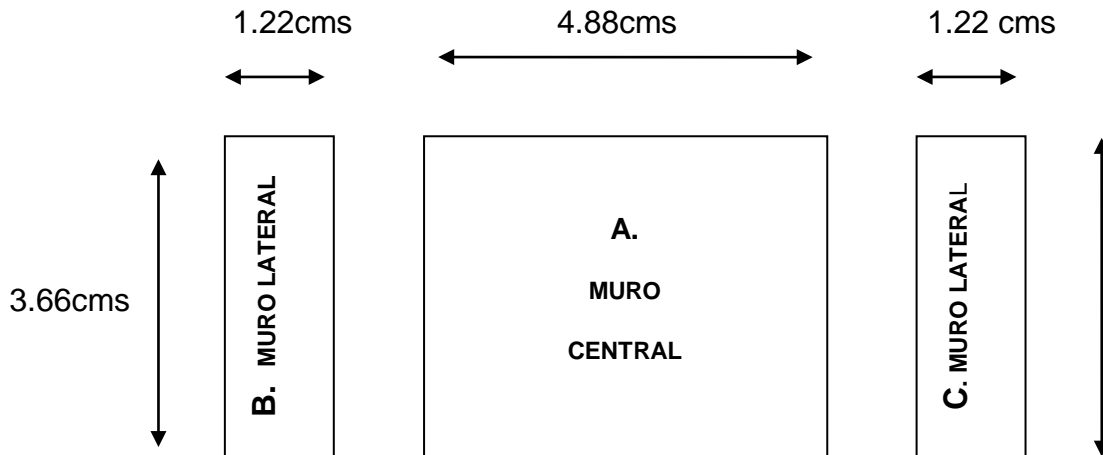 1.22cms
4.88cms
1.22 cms
3.66cms
B. MURO LATERAL
A.
MURO
CENTRAL
C. MURO LATERAL